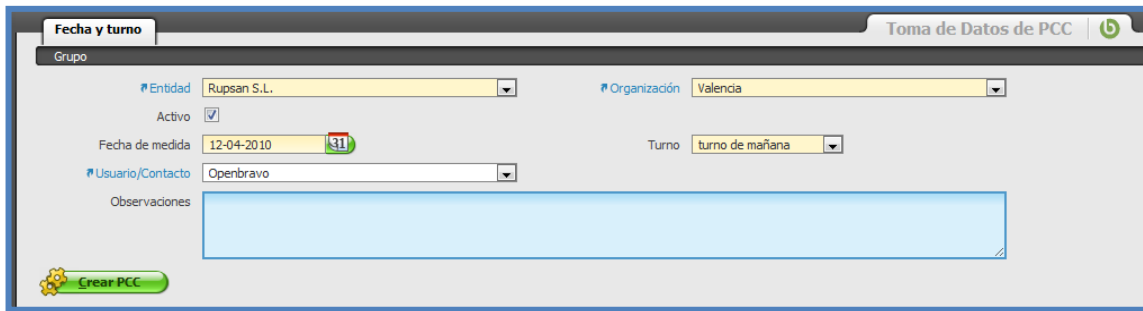 Fecha y turno
Toma de Datos de PCC
Grupo
Entidad Rupsan S.L. Organización Valencia
Activo
Fecha de medida 12-04-2010 31 Turno turno de mañana
Usuario/Contacto Openbravo
Observaciones
Crear PCC